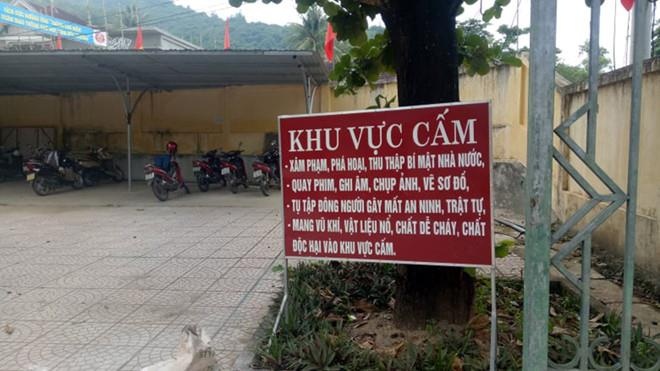 KHU VỰC CẤM
- XÂM PHẠM, PHÁ HOẠI, THU THẬP BÍ MẬT NHÀ NƯỚC,
- QUAY PHIM, GHI ÂM, CHỤP ẢNH, VẼ SƠ ĐỒ,
- TỤ TẬP ĐÔNG NGƯỜI GÂY MẤT AN NINH, TRẬT TỰ,
- MANG VŨ KHÍ, VẬT LIỆU NỔ, CHẤT DỄ CHÁY, CHẤT
ĐỘC HẠI VÀO KHU VỰC CẤM.